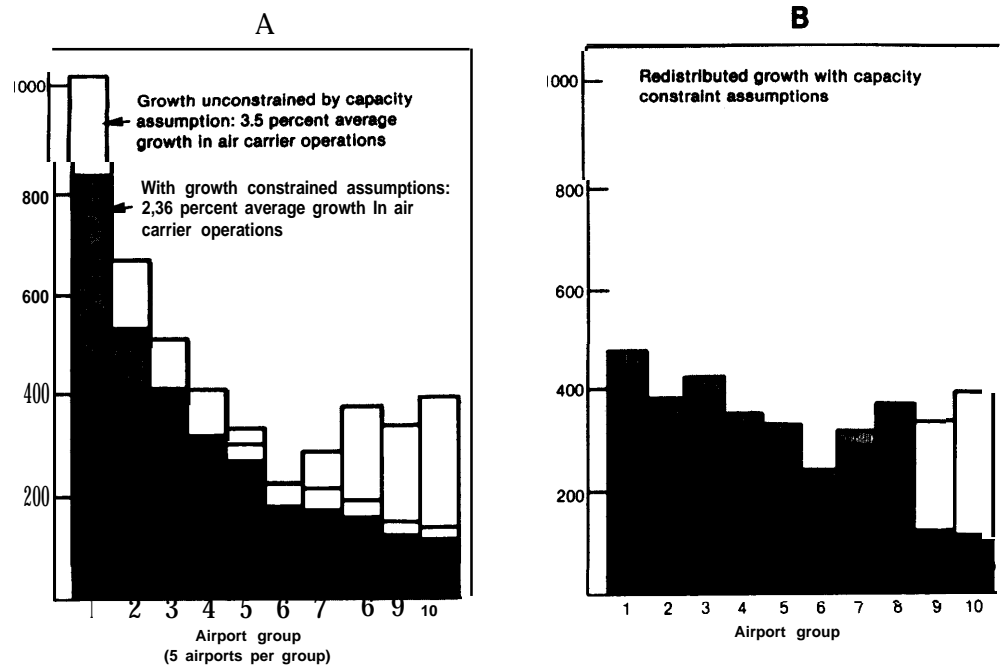 A
1000
Growth unconstrained by capacity
assumption: 3.5 percent average
growth in air carrier operations
With growth constrained assumptions:
2,36 percent average growth In air
carrier operations
800
600
400
200
1 2 3 4 5 6 7 6 9 10
Airport group
(5 airports per group)
B
1000
Redistributed growth with capacity
constraint assumptions
800
600
400
200
1 2 3 4 5 6 7 8 9 10
Airport group